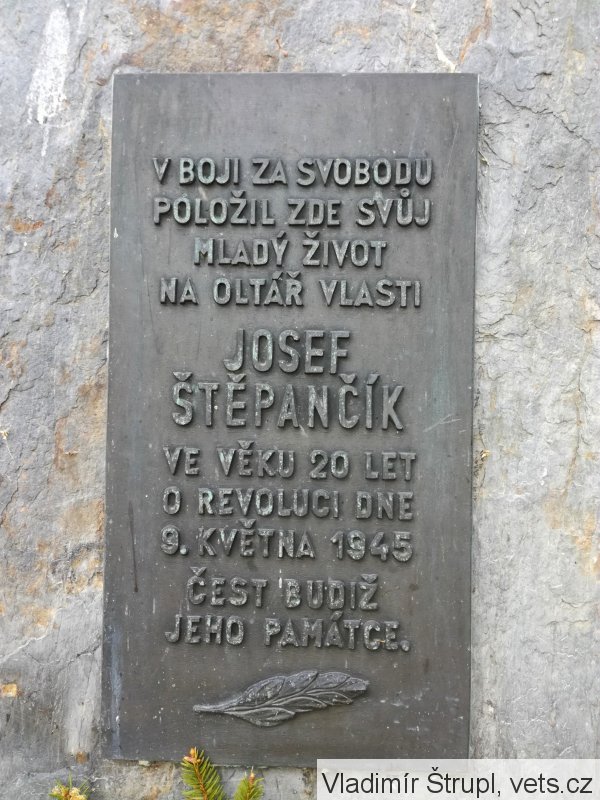 V BOJI ZA SVOBODU
POLOŽIL ZDE SVŮJ
MLADÝ ŽIVOT
NA OLTÁŘ VLASTI
JOSEF
ŠTĚPANČÍK
VE VĚKU 20 LET
O REVOLUCI DNE
9. KVĚTNA 1945
ČEST BUDIŽ
JEHO PAMÁTCE.
Vladimír Štrupl, vets.cz